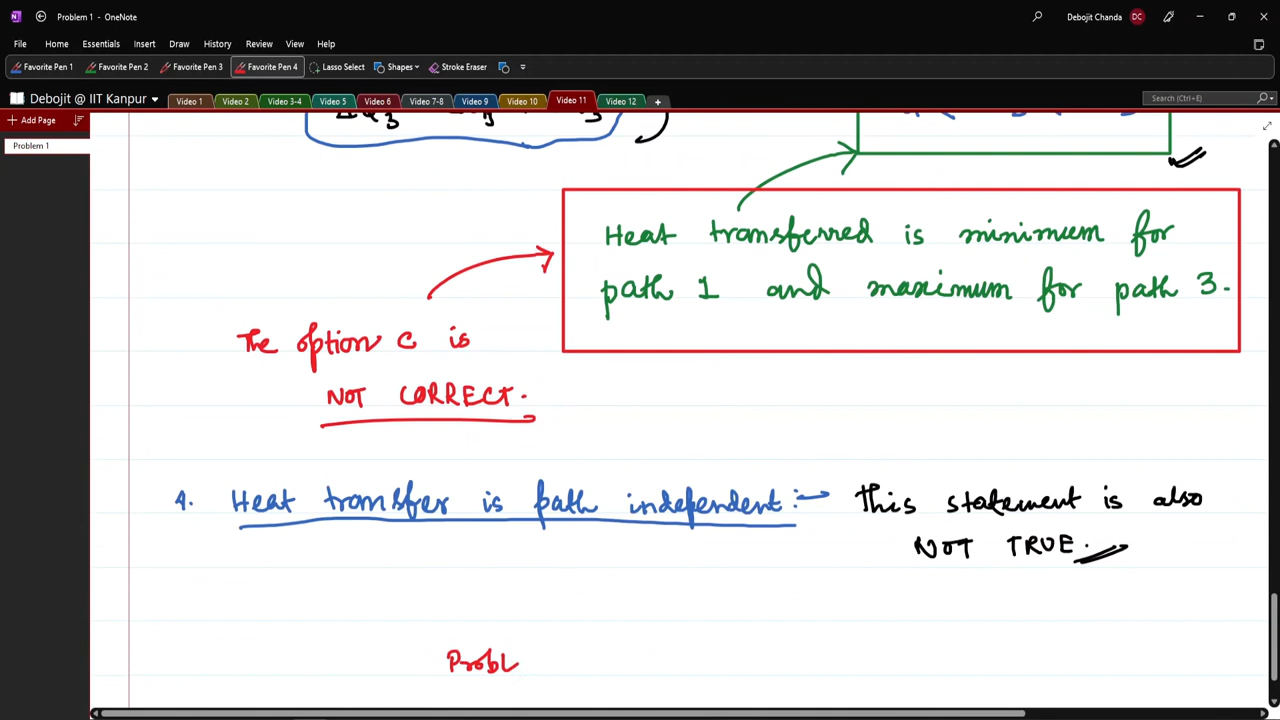 Problem 1 - OneNote
Debojit Chanda DC
File Home Essentials Insert Draw History Review View Help
Favorite Pen 1 Favorite Pen 2 Favorite Pen 3 Favorite Pen 4 Lasso Select Shapes Stroke Eraser
Debojit @ IIT Kanpur Video 1 Video 2 Video 3-4 Video 5 Video 6 Video 7-8 Video 9 Video 10 Video 11 Video 12 + Search (Ctrl+E)
+ Add Page
Problem 1
Heat transferred is minimum for
path 1 and maximum for path 3.
The option C is
NOT CORRECT.
4. Heat transfer is path independent :→ This statement is also
NOT TRUE.
Probl